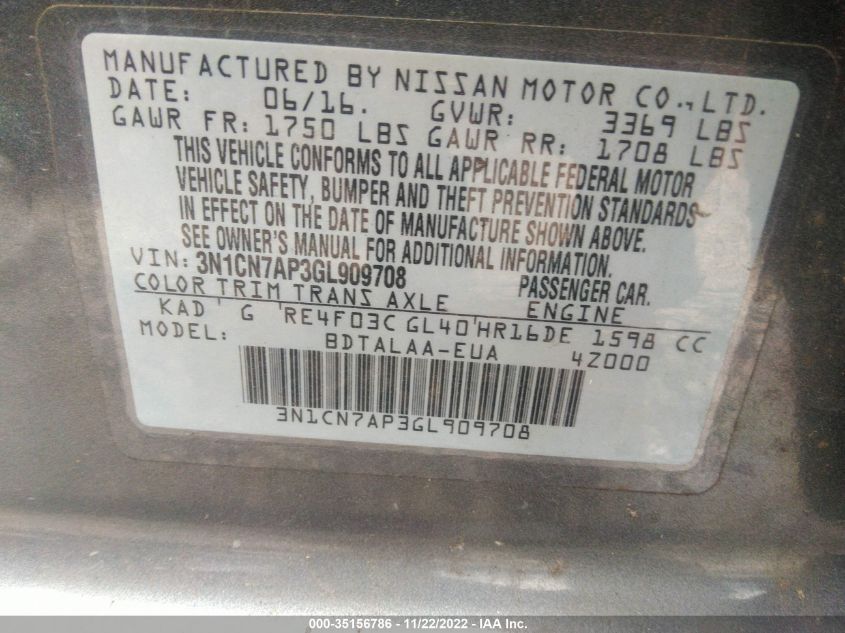 MANUFACTURED BY NISSAN MOTOR CO.,LTD.
DATE: 06/16. GVWR: 3369 LBS
GAWR FR: 1750 LBS GAWR RR: 1708 LBS
THIS VEHICLE CONFORMS TO ALL APPLICABLE FEDERAL MOTOR
VEHICLE SAFETY, BUMPER AND THEFT PREVENTION STANDARDS
IN EFFECT ON THE DATE OF MANUFACTURE SHOWN ABOVE.
SEE OWNER'S MANUAL FOR ADDITIONAL INFORMATION.
VIN: 3N1CN7AP3GL909708 PASSENGER CAR.
COLOR TRIM TRANS AXLE ENGINE
KAD ' G 'RE4F03C GL40'HR16DE 1598 CC
MODEL: BDTALAA-EUA 4Z000
3N1CN7AP3GL909708
000-35156786 - 11/22/2022 - IAA Inc.